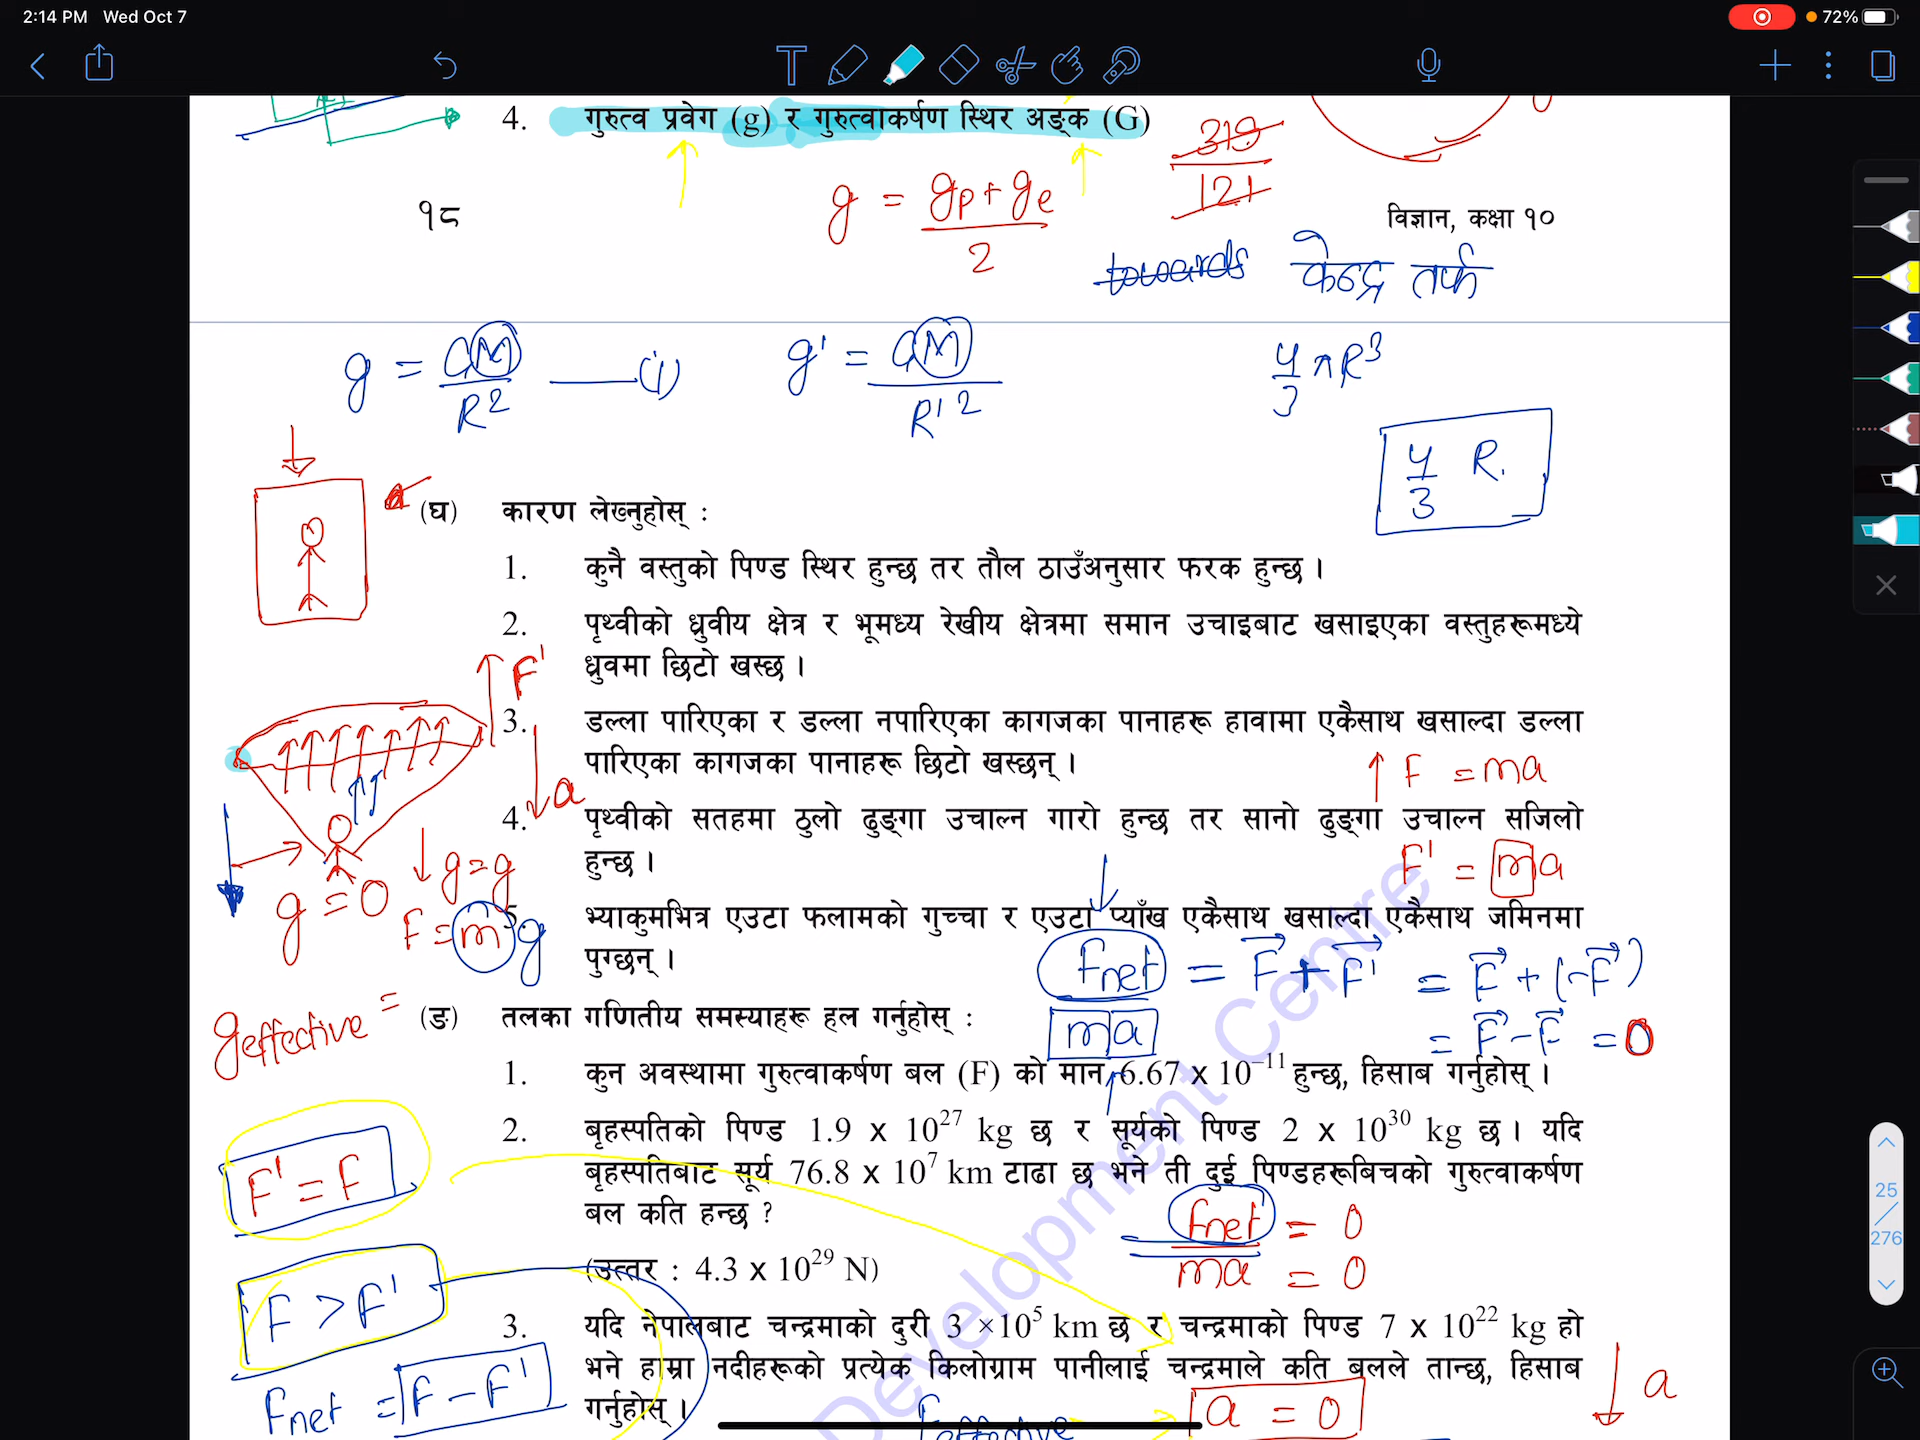 2:14 PM Wed Oct 7
72%
4. गुरुत्व प्रवेग (g) र गुरुत्वाकर्षण स्थिर अङ्क (G)
319
121
g = gp + ge
2
१८
विज्ञान, कक्षा १०
towards केन्द्र तर्फ
g = GM —— (i)
R²
g' = GM
R'²
4/3 πR³
4/3 R.
(घ) कारण लेख्नुहोस् :
1. कुनै वस्तुको पिण्ड स्थिर हुन्छ तर तौल ठाउँअनुसार फरक हुन्छ ।
2. पृथ्वीको ध्रुवीय क्षेत्र र भूमध्य रेखीय क्षेत्रमा समान उचाइबाट खसाइएका वस्तुहरूमध्ये
ध्रुवमा छिटो खस्छ ।
F'
3. डल्ला पारिएका र डल्ला नपारिएका कागजका पानाहरू हावामा एकैसाथ खसाल्दा डल्ला
पारिएका कागजका पानाहरू छिटो खस्छन् ।
F = ma
a
4. पृथ्वीको सतहमा ठुलो ढुङ्गा उचाल्न गारो हुन्छ तर सानो ढुङ्गा उचाल्न सजिलो
हुन्छ ।
F' = ma
g = g
g = 0
F = mg
5. भ्याकुमभित्र एउटा फलामको गुच्चा र एउटा प्याँख एकैसाथ खसाल्दा एकैसाथ जमिनमा
पुग्छन् ।
Fnet = F + F' = F + (-F)
ma
= F - F = 0
geffective =
(ङ) तलका गणितीय समस्याहरू हल गर्नुहोस् :
1. कुन अवस्थामा गुरुत्वाकर्षण बल (F) को मान 6.67 x 10⁻¹¹ हुन्छ, हिसाब गर्नुहोस् ।
2. बृहस्पतिको पिण्ड 1.9 x 10²⁷ kg छ र सूर्यको पिण्ड 2 x 10³⁰ kg छ । यदि
बृहस्पतिबाट सूर्य 76.8 x 10⁷ km टाढा छ भने ती दुई पिण्डहरूबिचको गुरुत्वाकर्षण
बल कति हुन्छ ?
(उत्तर : 4.3 x 10²⁹ N)
F' = F
Fnet = 0
ma = 0
F > F'
3. यदि नेपालबाट चन्द्रमाको दुरी 3 ×10⁵ km छ र चन्द्रमाको पिण्ड 7 x 10²² kg हो
भने हाम्रा नदीहरूको प्रत्येक किलोग्राम पानीलाई चन्द्रमाले कति बलले तान्छ, हिसाब
गर्नुहोस् ।
Fnet = F - F'
a = 0
a
Development Centre
25
276